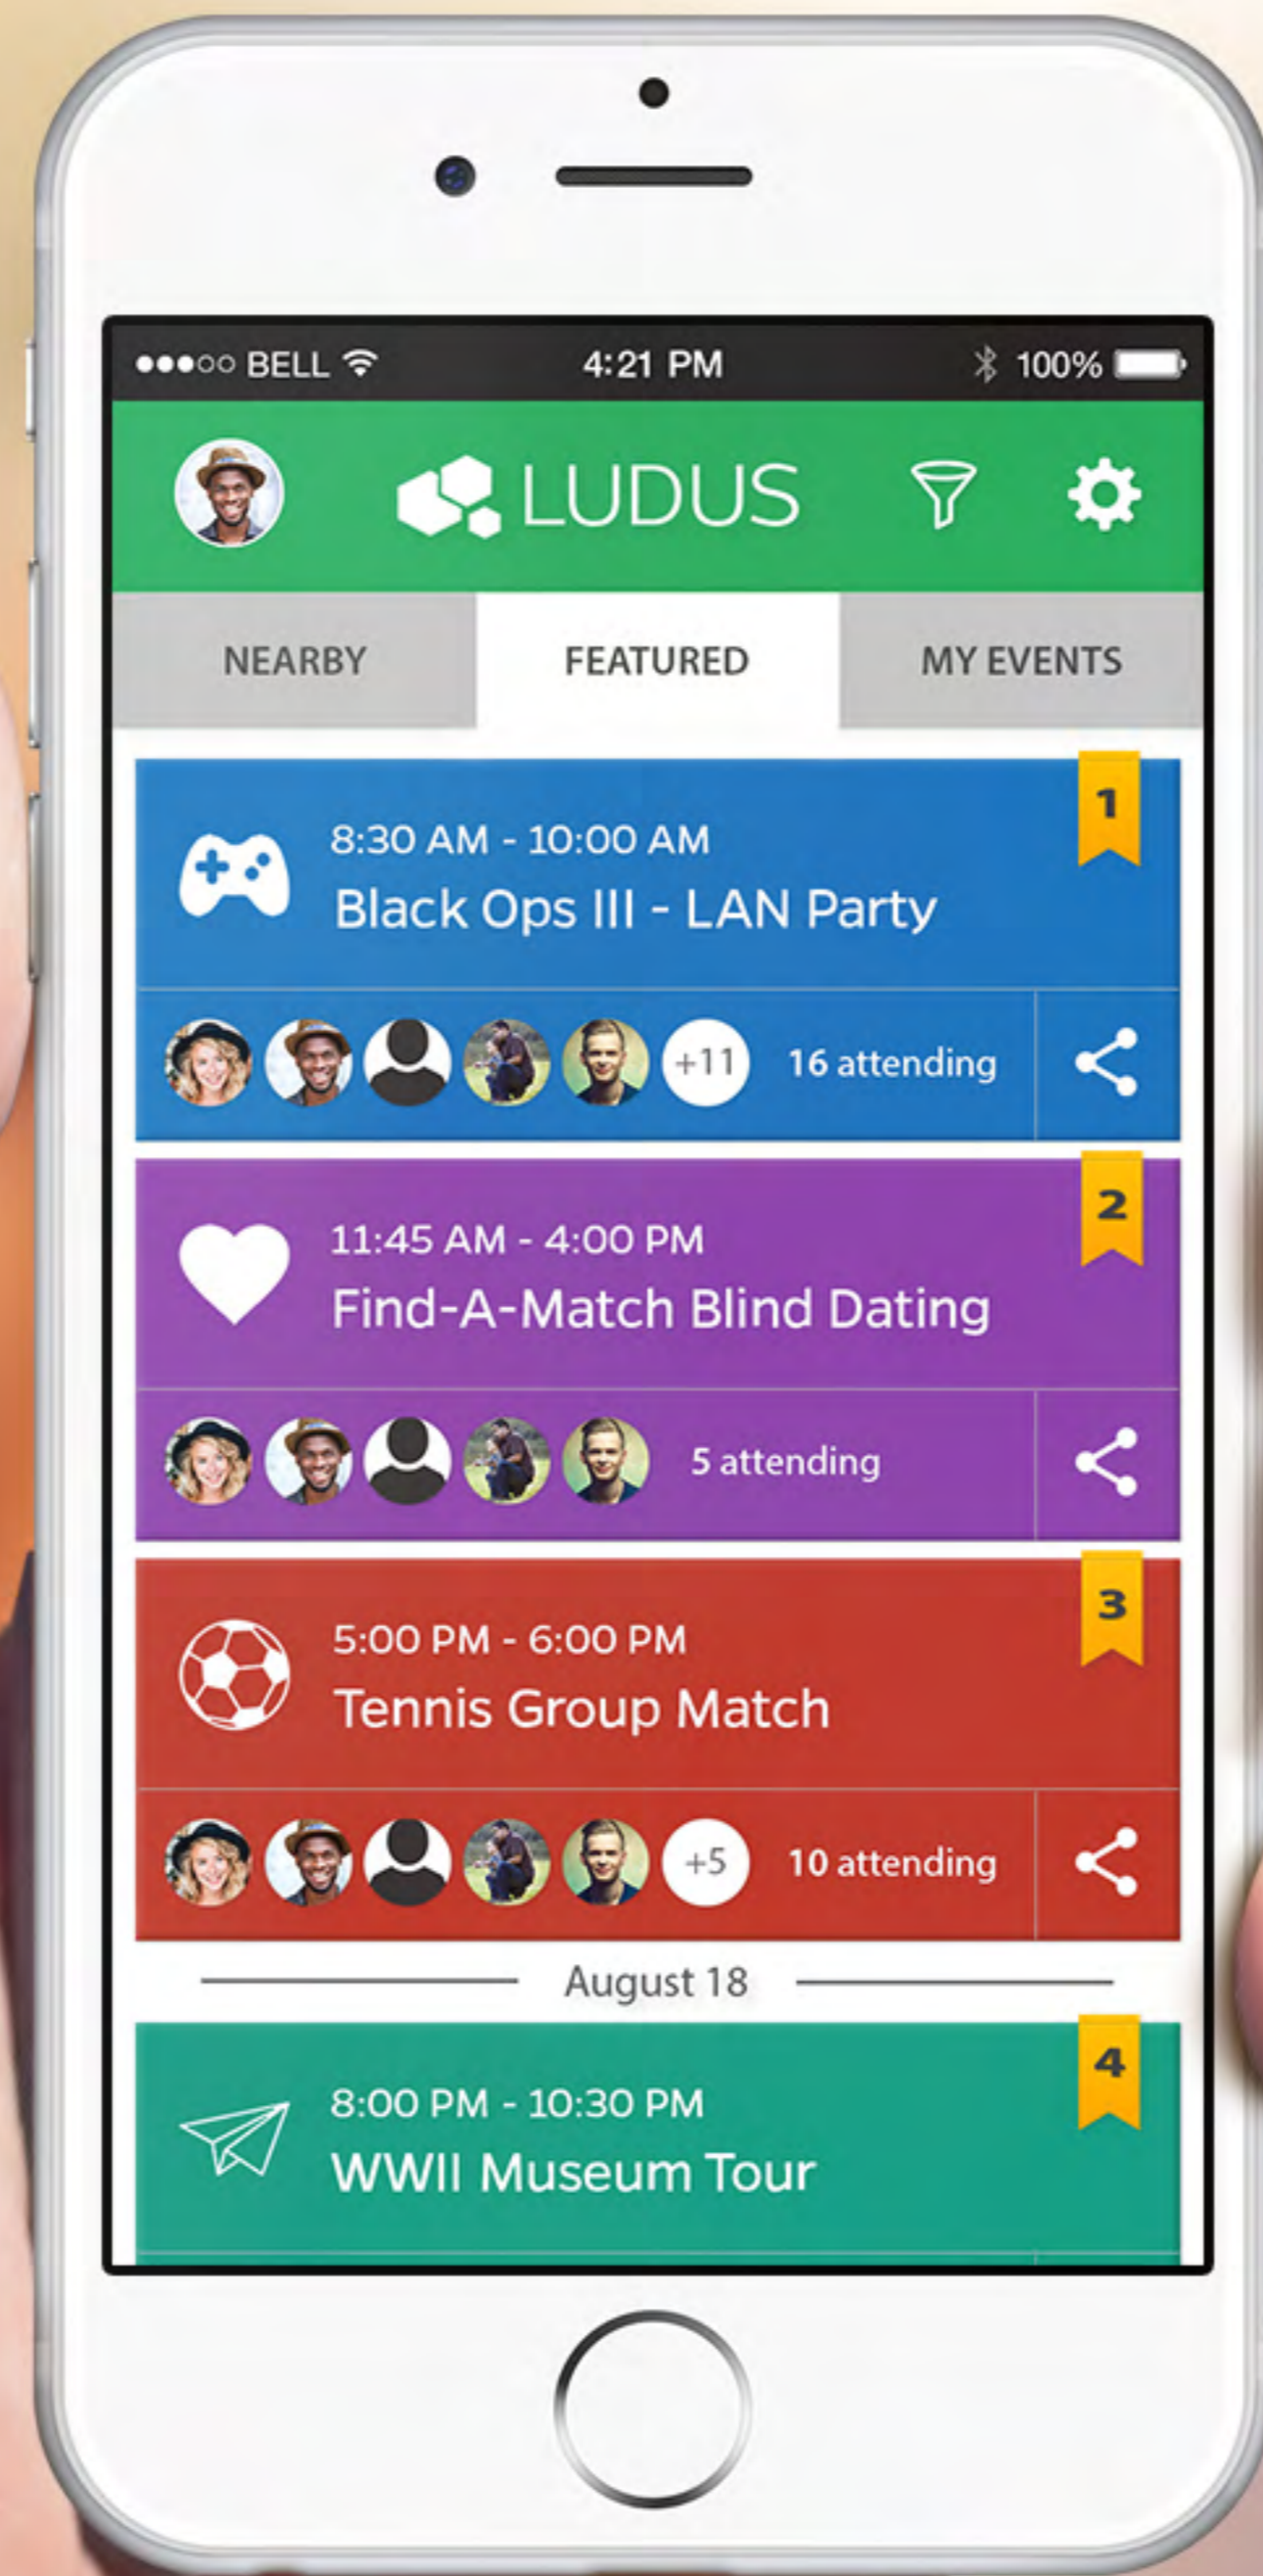 BELL 4:21 PM 100%
LUDUS
NEARBY FEATURED MY EVENTS
1
8:30 AM - 10:00 AM
Black Ops III - LAN Party
+11 16 attending
2
11:45 AM - 4:00 PM
Find-A-Match Blind Dating
5 attending
3
5:00 PM - 6:00 PM
Tennis Group Match
+5 10 attending
August 18
4
8:00 PM - 10:30 PM
WWII Museum Tour